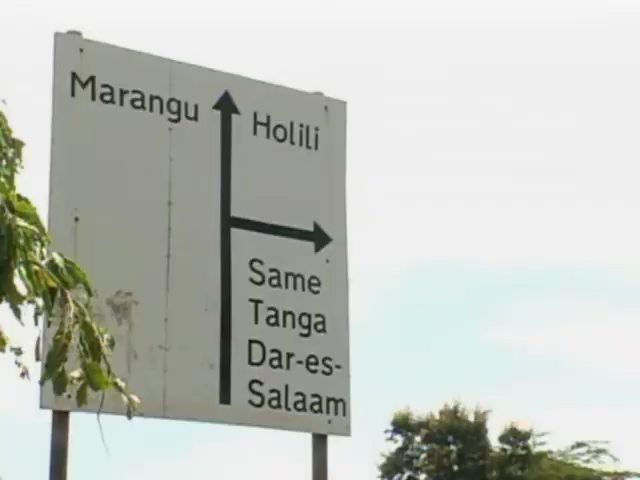 Marangu
Holili
Same
Tanga
Dar-es-
Salaam